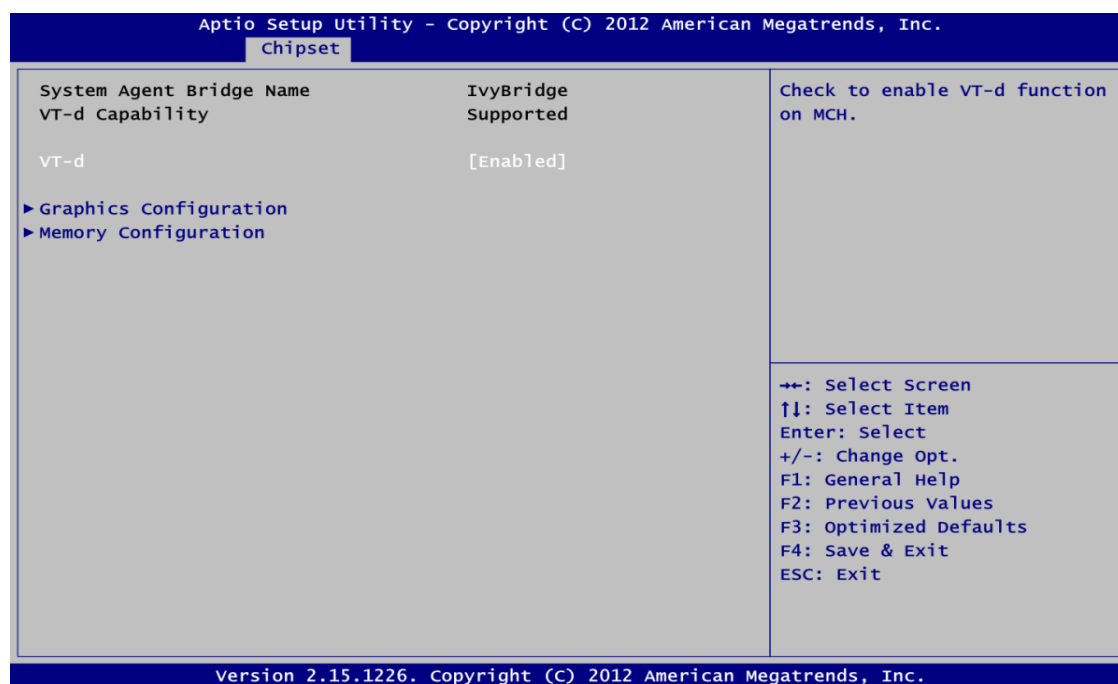 Aptio Setup Utility - Copyright (C) 2012 American Megatrends, Inc.
Chipset
System Agent Bridge Name IvyBridge
VT-d Capability Supported
VT-d [Enabled]
►Graphics Configuration
►Memory Configuration
Check to enable VT-d function
on MCH.
→←: Select Screen
↑↓: Select Item
Enter: Select
+/-: Change Opt.
F1: General Help
F2: Previous Values
F3: Optimized Defaults
F4: Save & Exit
ESC: Exit
Version 2.15.1226. Copyright (C) 2012 American Megatrends, Inc.